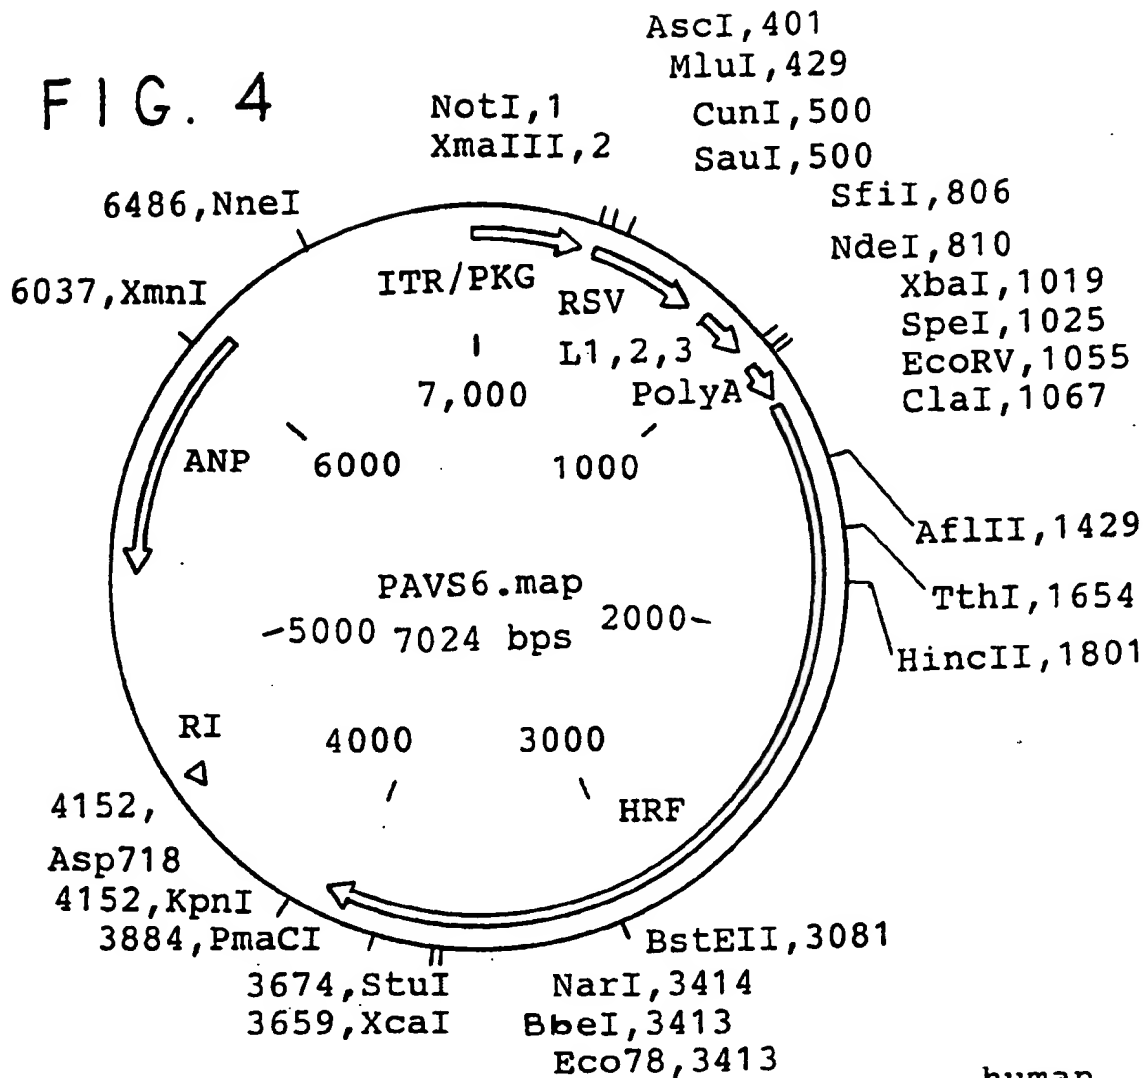 FIG. 4
NotI,1
XmaIII,2
AscI,401
MluI,429
CunI,500
SauI,500
SfiI,806
NdeI,810
XbaI,1019
SpeI,1025
EcoRV,1055
ClaI,1067
AflII,1429
TthI,1654
HincII,1801
BstEII,3081
NarI,3414
BbeI,3413
Eco78,3413
3674,StuI
3659,XcaI
3884,PmaCI
4152,KpnI
4152,
Asp718
6037,XmnI
6486,NneI
ITR/PKG
RSV
L1,2,3
PolyA
7,000
1000
6000
ANP
PAVS6.map
7024 bps
2000
5000
4000
3000
RI
HRF
human